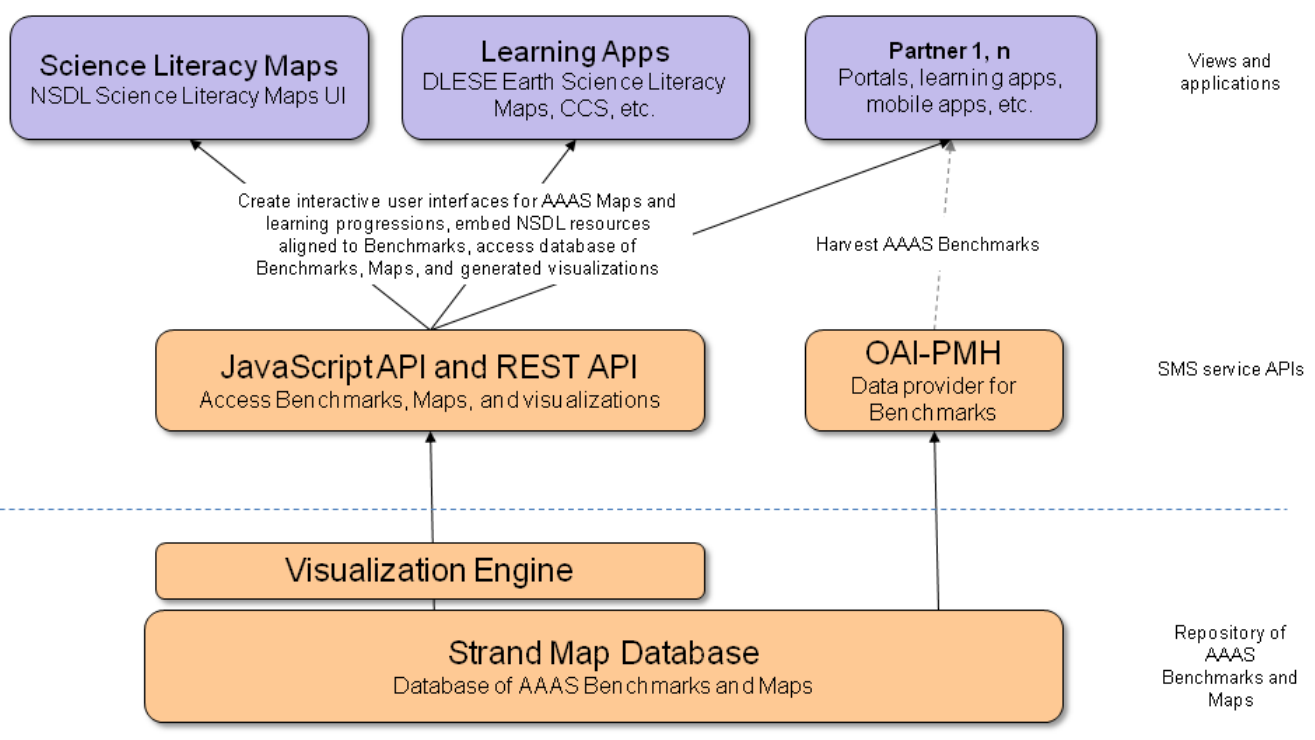 Science Literacy Maps
NSDL Science Literacy Maps UI
Learning Apps
DLESE Earth Science Literacy
Maps, CCS, etc.
Partner 1, n
Portals, learning apps,
mobile apps, etc.
Views and
applications
Create interactive user interfaces for AAAS Maps and
learning progressions, embed NSDL resources
aligned to Benchmarks, access database of
Benchmarks, Maps, and generated visualizations
Harvest AAAS Benchmarks
JavaScript API and REST API
Access Benchmarks, Maps, and visualizations
OAI-PMH
Data provider for
Benchmarks
SMS service APIs
Visualization Engine
Strand Map Database
Database of AAAS Benchmarks and Maps
Repository of
AAAS
Benchmarks and
Maps